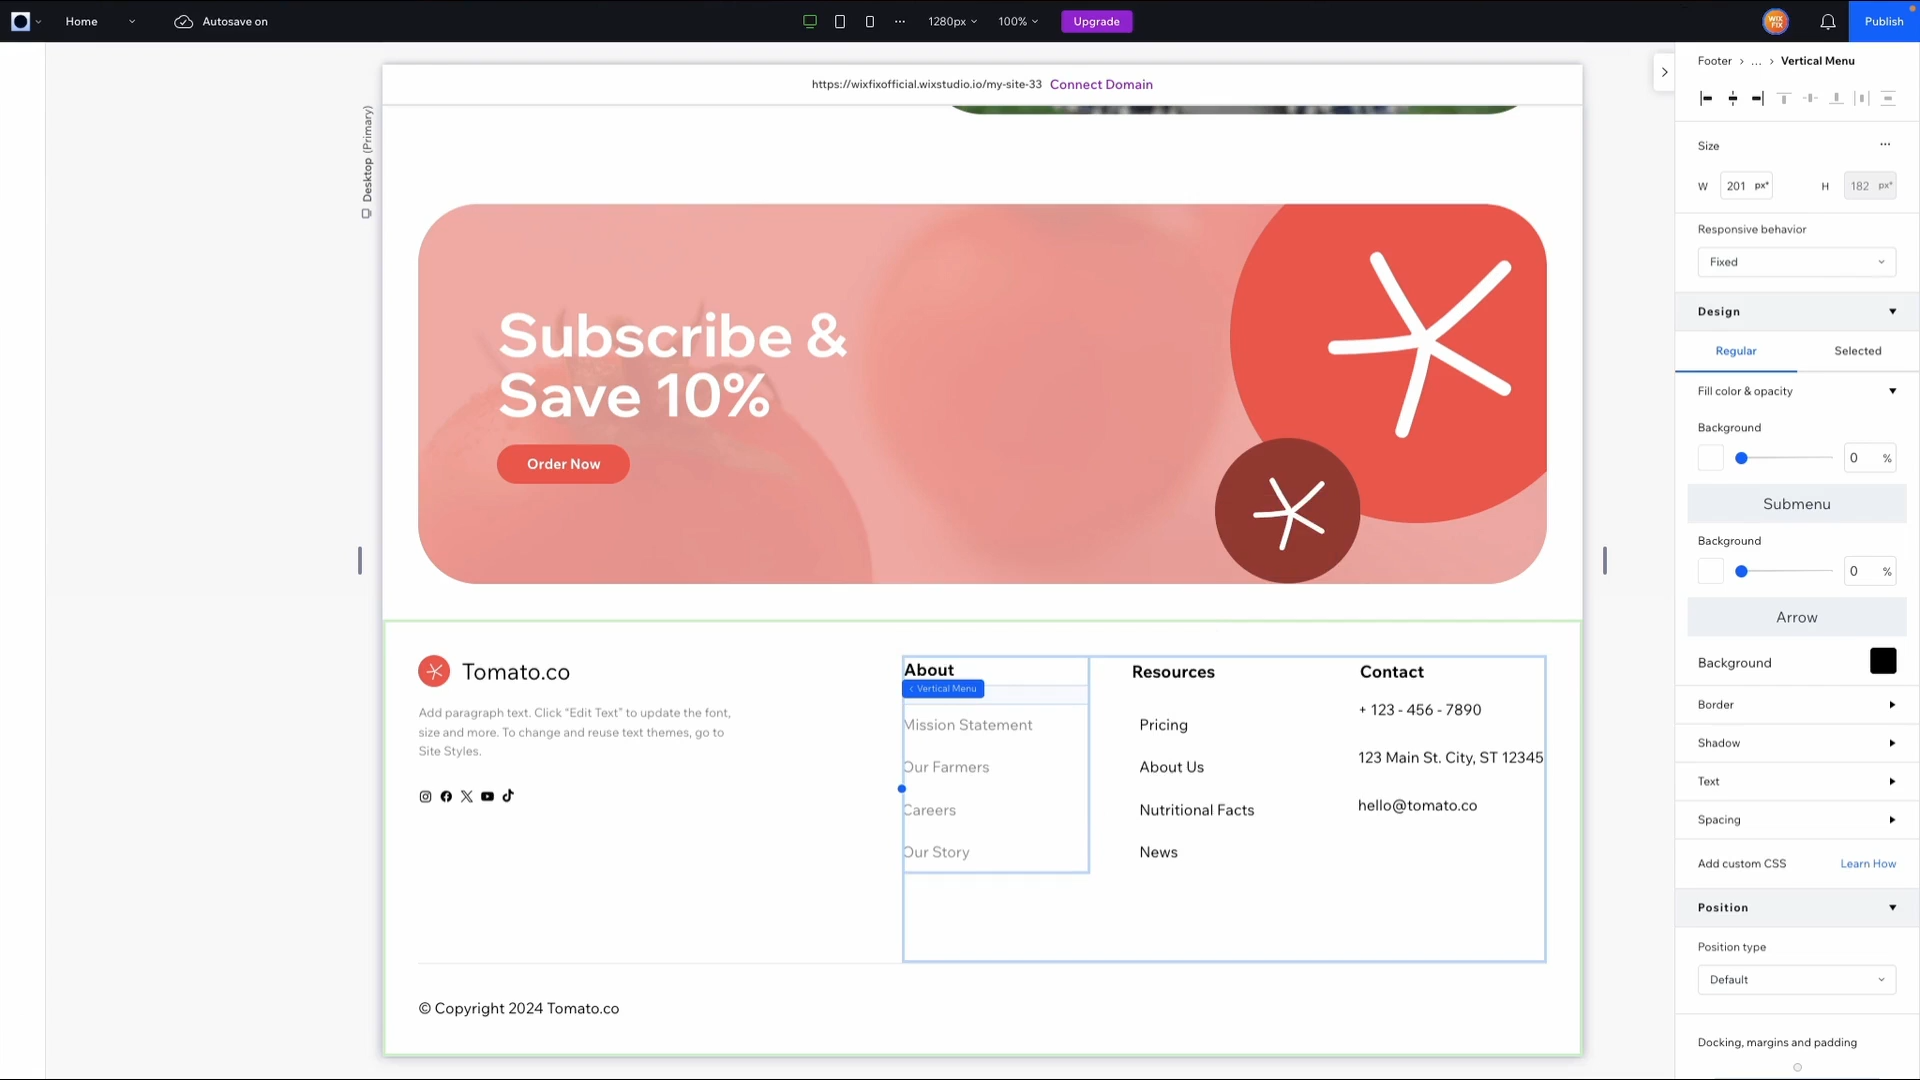 Home
Autosave on
1280px
100%
Upgrade
WIX
FIX
Publish
https://wixfixofficial.wixstudio.io/my-site-33 Connect Domain
Desktop (Primary)
Subscribe &
Save 10%
Order Now
Tomato.co
Add paragraph text. Click “Edit Text” to update the font,
size and more. To change and reuse text themes, go to
Site Styles.
About
Vertical Menu
Mission Statement
Our Farmers
Careers
Our Story
Resources
Pricing
About Us
Nutritional Facts
News
Contact
+ 123 - 456 - 7890
123 Main St. City, ST 12345
hello@tomato.co
© Copyright 2024 Tomato.co
Footer › ... › Vertical Menu
Size
W 201 px* H 182 px*
Responsive behavior
Fixed
Design
Regular Selected
Fill color & opacity
Background
0 %
Submenu
Background
0 %
Arrow
Background
Border
Shadow
Text
Spacing
Add custom CSS Learn How
Position
Position type
Default
Docking, margins and padding